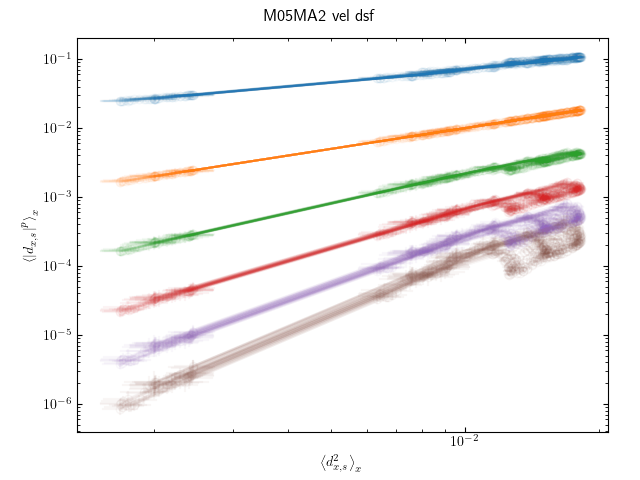 M05MA2 vel dsf
10⁻¹
10⁻²
10⁻³
10⁻⁴
10⁻⁵
10⁻⁶
⟨|d_{x,s}|^p⟩_x
10⁻²
⟨d²_{x,s}⟩_x